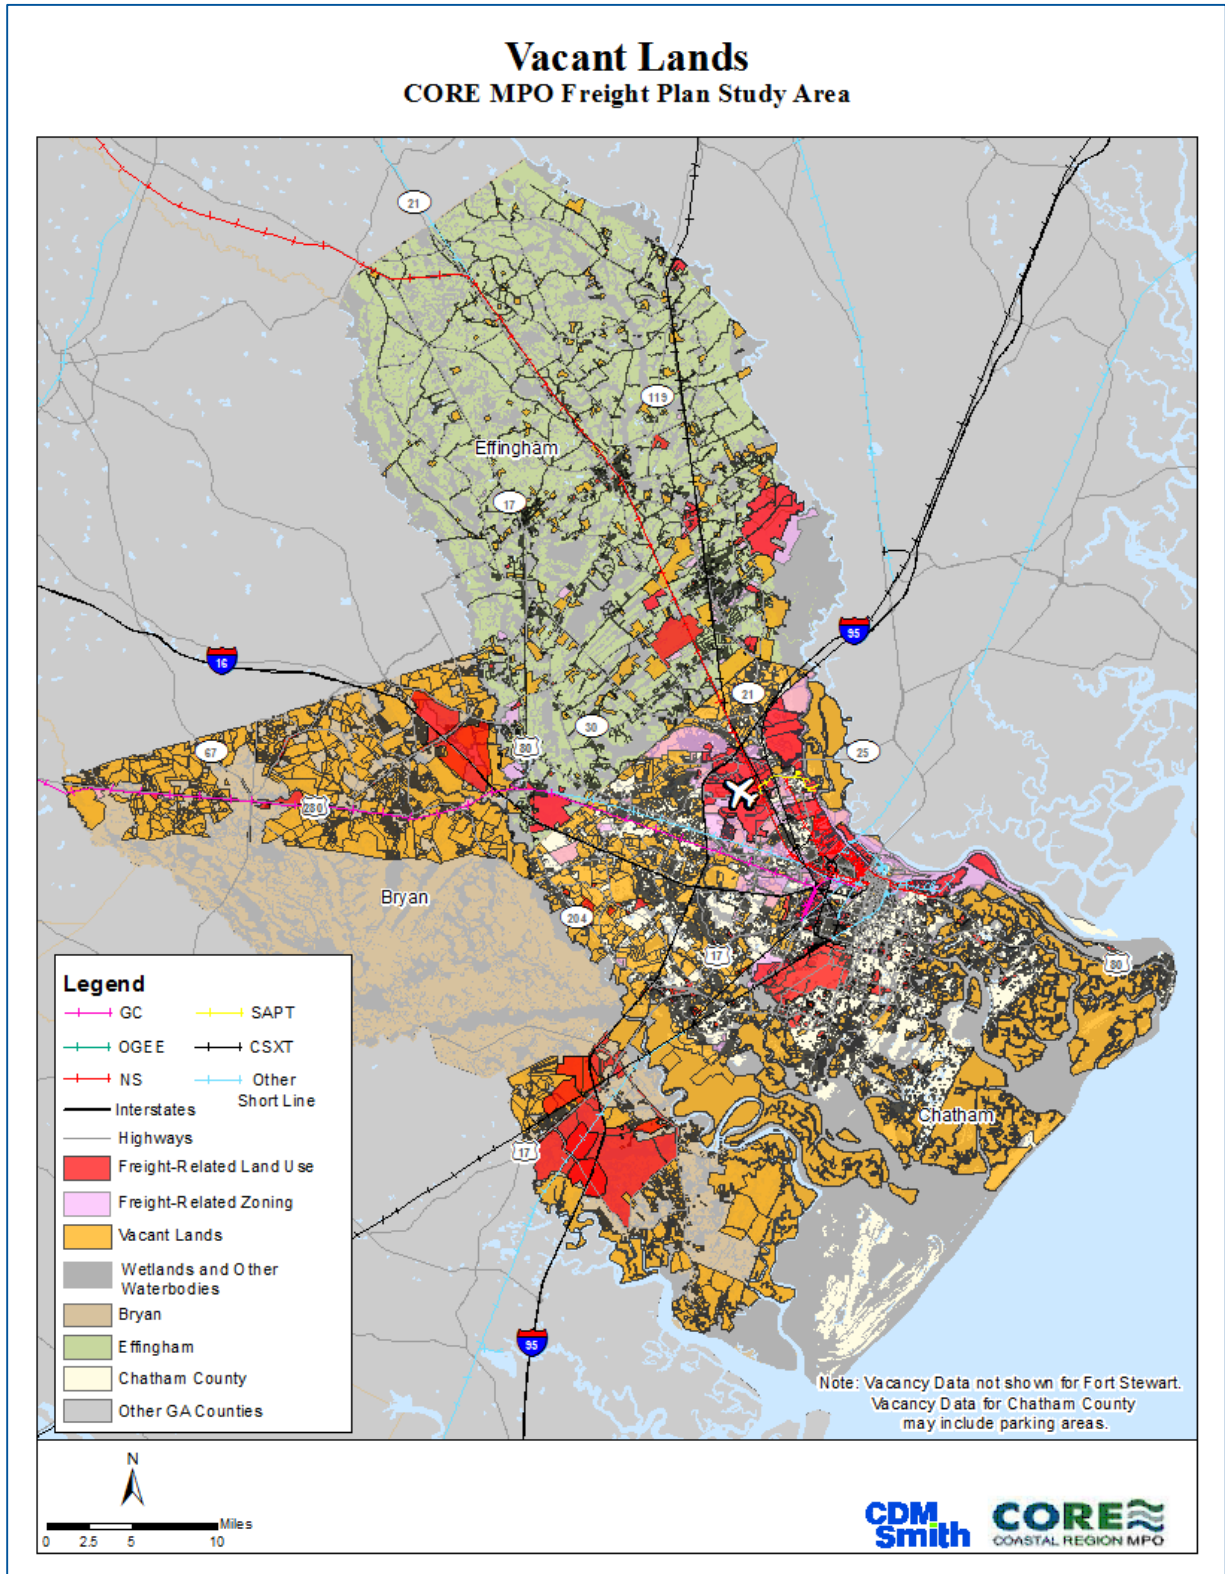 Vacant Lands
CORE MPO Freight Plan Study Area
21
119
Effingham
17
95
16
21
30
80
25
67
280
Bryan
204
17
80
Chatham
17
95
Legend
GC
SAPT
OGEE
CSXT
NS
Other
Short Line
Interstates
Highways
Freight-Related Land Use
Freight-Related Zoning
Vacant Lands
Wetlands and Other
Waterbodies
Bryan
Effingham
Chatham County
Other GA Counties
Note: Vacancy Data not shown for Fort Stewart.
Vacancy Data for Chatham County
may include parking areas.
N
Miles
0 2.5 5 10
CDM
Smith
CORE
COASTAL REGION MPO